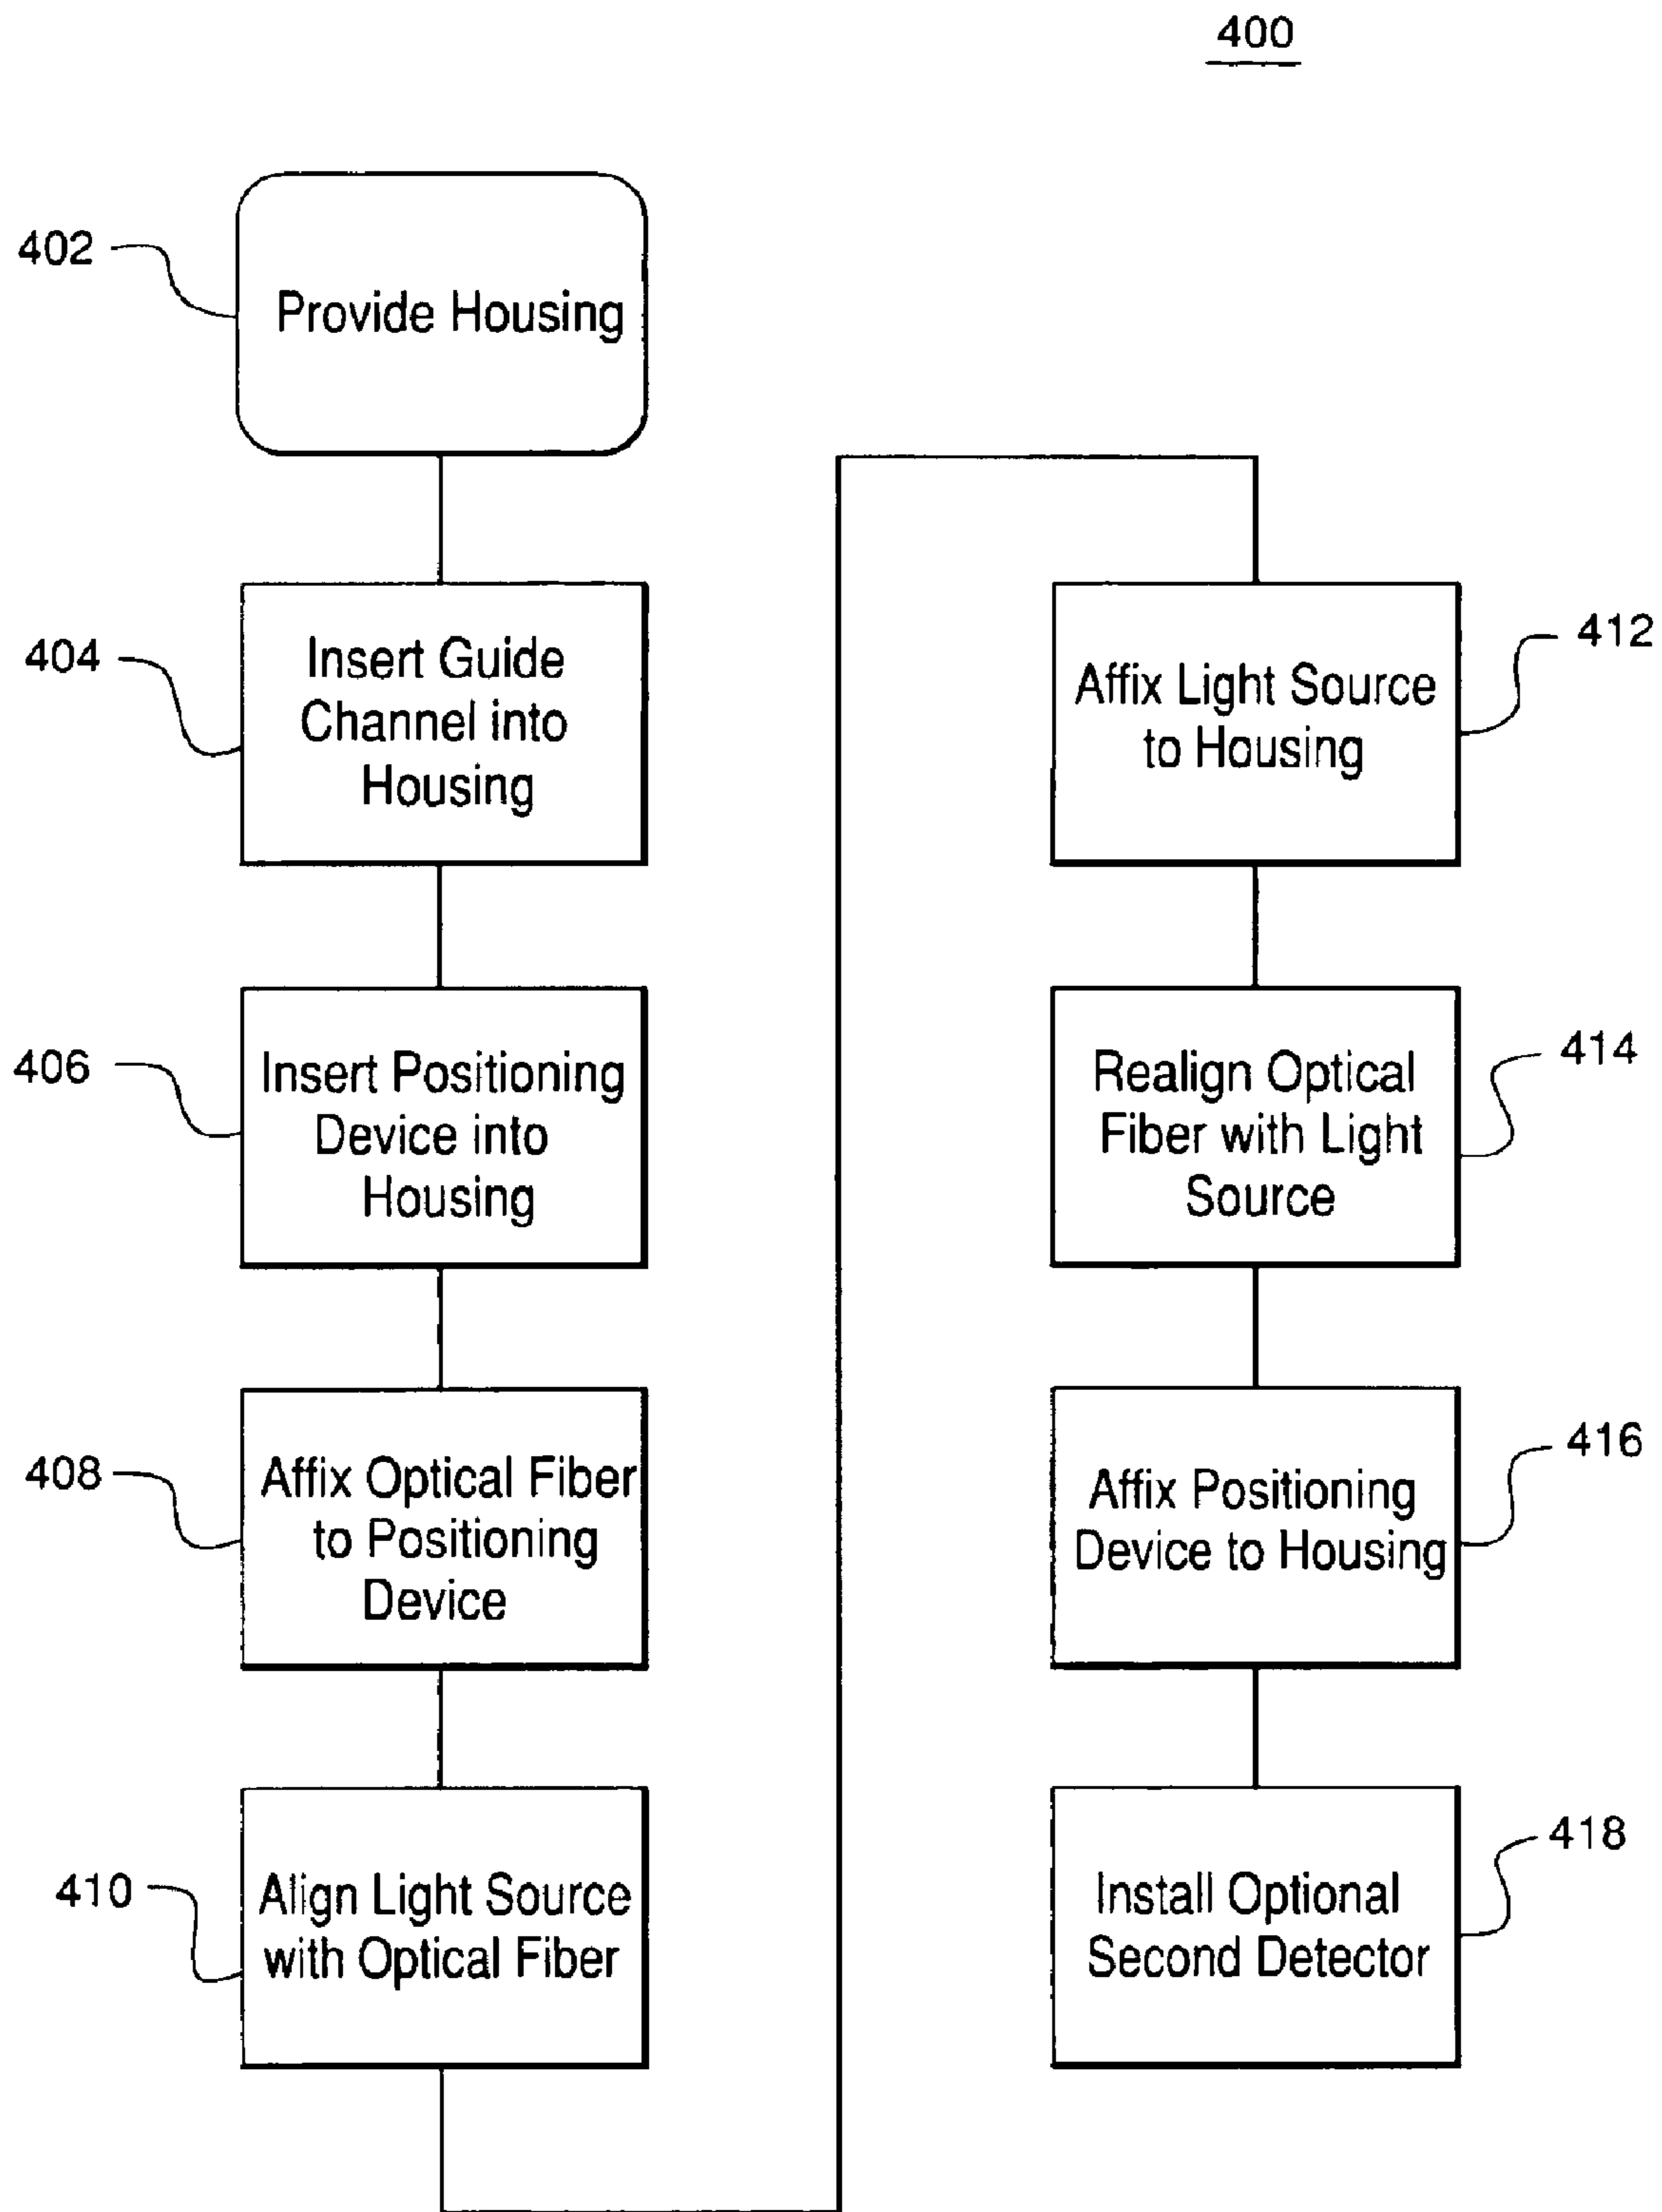 400
402
Provide Housing
404
Insert Guide
Channel into
Housing
406
Insert Positioning
Device into
Housing
408
Affix Optical Fiber
to Positioning
Device
410
Align Light Source
with Optical Fiber
412
Affix Light Source
to Housing
414
Realign Optical
Fiber with Light
Source
416
Affix Positioning
Device to Housing
418
Install Optional
Second Detector